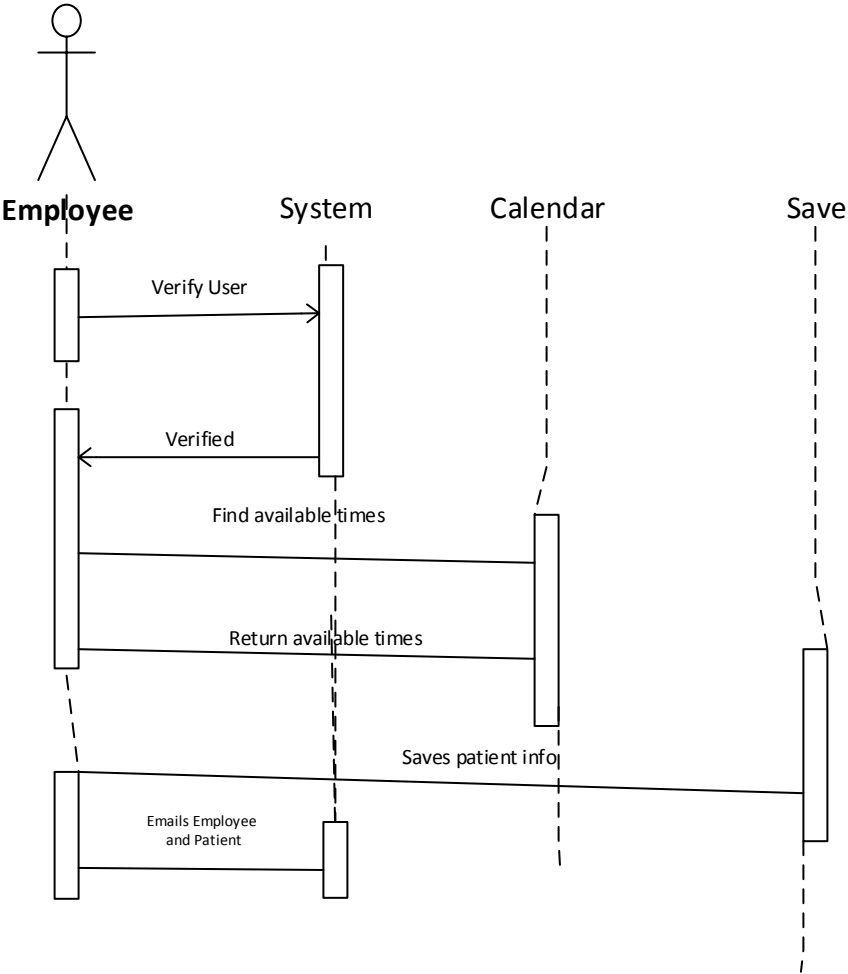 Employee
System
Calendar
Save
Verify User
Verified
Find available times
Return available times
Saves patient info
Emails Employee
and Patient